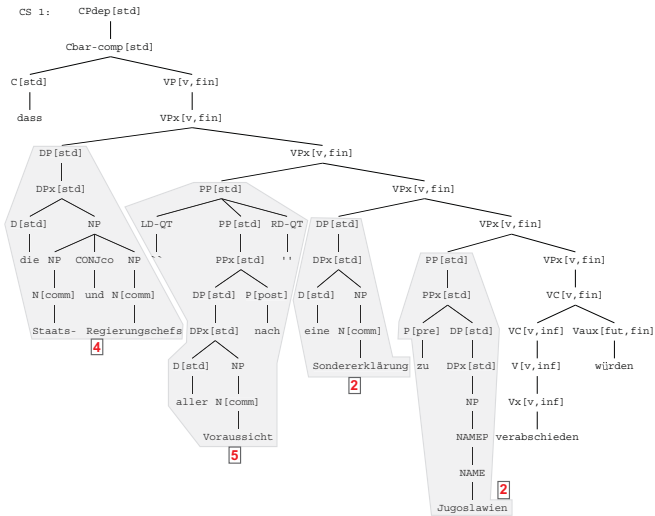 CS 1: CPdep[std]
Cbar-comp[std]
C[std] VP[v,fin]
dass VPx[v,fin]
DP[std] VPx[v,fin]
DPx[std] PP[std] VPx[v,fin]
D[std] NP LD-QT PP[std] RD-QT DP[std] VPx[v,fin]
die NP CONJco NP `` PPx[std] '' DPx[std] PP[std] VPx[v,fin]
N[comm] und N[comm] DP[std] P[post] D[std] NP PPx[std] VC[v,fin]
Staats- Regierungschefs DPx[std] nach eine N[comm] P[pre] DP[std] VC[v,inf] Vaux[fut,fin]
4
D[std] NP Sondererklärung zu DPx[std] V[v,inf] würden
2
aller N[comm] NP Vx[v,inf]
Voraussicht NAMEP verabschieden
5
NAME
2
Jugoslawien